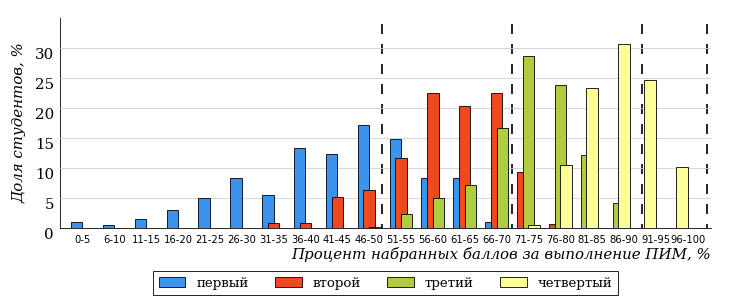 Доля студентов, %
30
25
20
15
10
5
0
0-5 6-10 11-15 16-20 21-25 26-30 31-35 36-40 41-45 46-50 51-55 56-60 61-65 66-70 71-75 76-80 81-85 86-90 91-95 96-100
Процент набранных баллов за выполнение ПИМ, %
первый второй третий четвертый